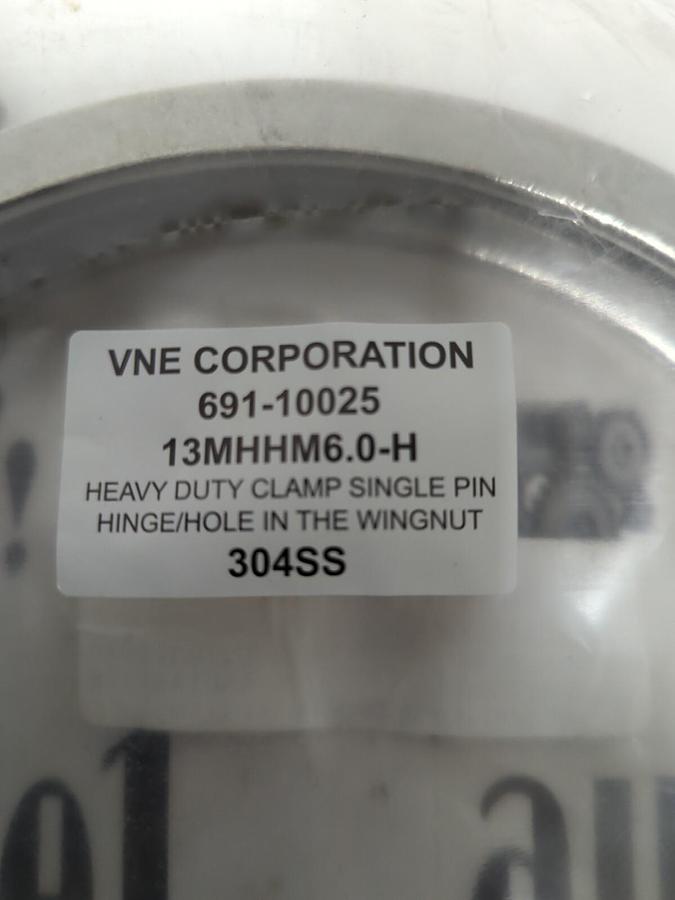 VNE CORPORATION
691-10025
13MHHM6.0-H
HEAVY DUTY CLAMP SINGLE PIN
HINGE/HOLE IN THE WINGNUT
304SS